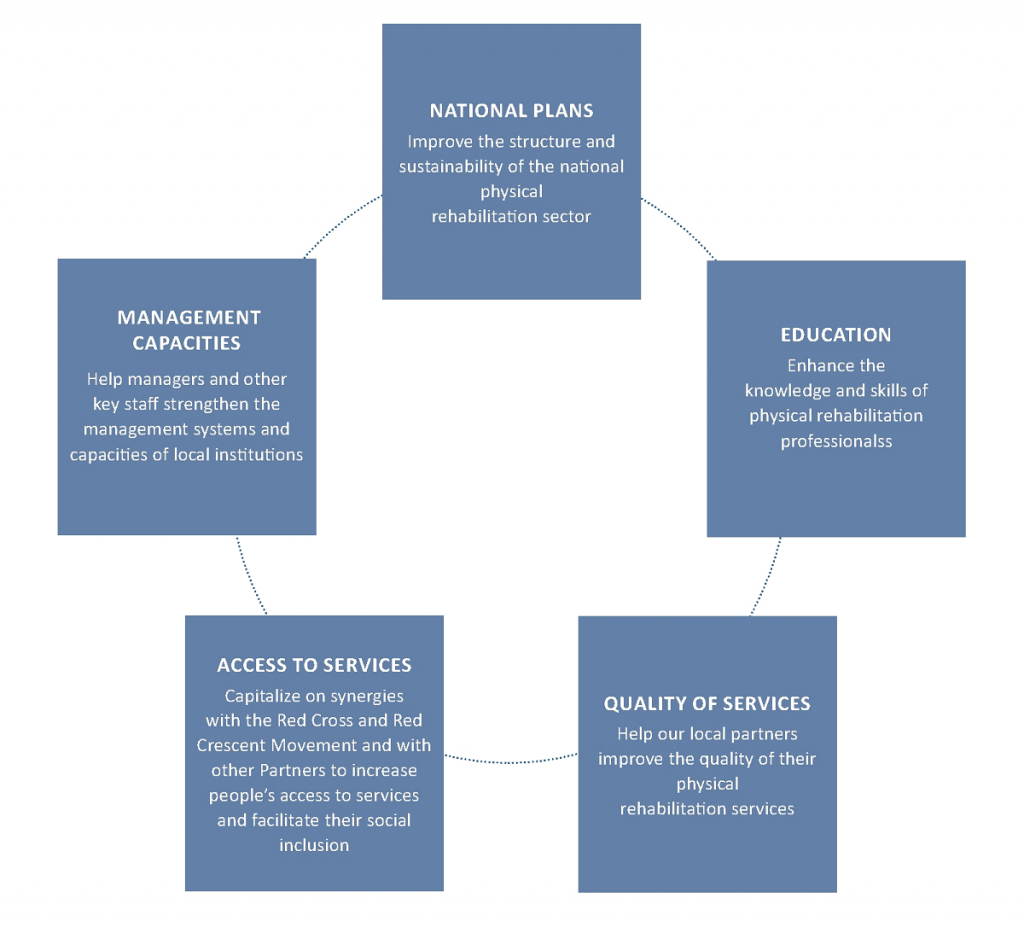 NATIONAL PLANS
Improve the structure and
sustainability of the national
physical
rehabilitation sector
MANAGEMENT
CAPACITIES
Help managers and other
key staff strengthen the
management systems and
capacities of local institutions
EDUCATION
Enhance the
knowledge and skills of
physical rehabilitation
professionalss
ACCESS TO SERVICES
Capitalize on synergies
with the Red Cross and Red
Crescent Movement and with
other Partners to increase
people’s access to services
and facilitate their social
inclusion
QUALITY OF SERVICES
Help our local partners
improve the quality of their
physical
rehabilitation services